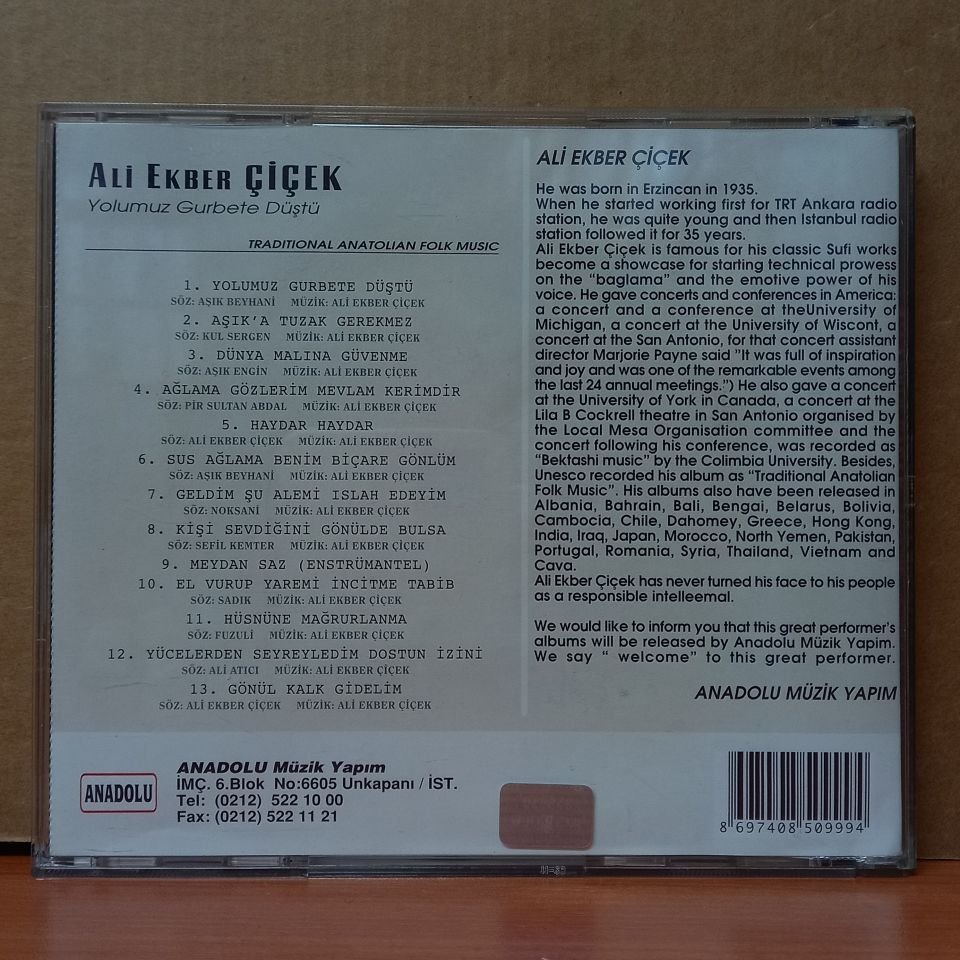 ALİ EKBER ÇİÇEK
Yolumuz Gurbete Düştü
TRADITIONAL ANATOLIAN FOLK MUSIC
1. YOLUMUZ GURBETE DÜŞTÜ
SÖZ: AŞIK BEYHANİ MÜZİK: ALİ EKBER ÇİÇEK
2. AŞIK'A TUZAK GEREKMEZ
SÖZ: KUL SERGEN MÜZİK: ALİ EKBER ÇİÇEK
3. DÜNYA MALINA GÜVENME
SÖZ: AŞIK ENGİN MÜZİK: ALİ EKBER ÇİÇEK
4. AĞLAMA GÖZLERİM MEVLAM KERİMDİR
SÖZ: PİR SULTAN ABDAL MÜZİK: ALİ EKBER ÇİÇEK
5. HAYDAR HAYDAR
SÖZ: ALİ EKBER ÇİÇEK MÜZİK: ALİ EKBER ÇİÇEK
6. SUS AĞLAMA BENİM BİÇARE GÖNLÜM
SÖZ: AŞIK BEYHANİ MÜZİK: ALİ EKBER ÇİÇEK
7. GELDİM ŞU ALEMİ ISLAH EDEYİM
SÖZ: NOKSANİ MÜZİK: ALİ EKBER ÇİÇEK
8. KİŞİ SEVDİĞİNİ GÖNÜLDE BULSA
SÖZ: SEFİL KEMTER MÜZİK: ALİ EKBER ÇİÇEK
9. MEYDAN SAZ (ENSTRÜMANTEL)
10. EL VURUP YAREMİ İNCİTME TABİB
SÖZ: SADIK MÜZİK: ALİ EKBER ÇİÇEK
11. HÜSNÜNE MAĞRURLANMA
SÖZ: FUZULİ MÜZİK: ALİ EKBER ÇİÇEK
12. YÜCELERDEN SEYREYLEDİM DOSTUN İZİNİ
SÖZ: ALİ ATICI MÜZİK: ALİ EKBER ÇİÇEK
13. GÖNÜL KALK GİDELİM
SÖZ: ALİ EKBER ÇİÇEK MÜZİK: ALİ EKBER ÇİÇEK
ALİ EKBER ÇİÇEK
He was born in Erzincan in 1935.
When he started working first for TRT Ankara radio
station, he was quite young and then Istanbul radio
station followed it for 35 years.
Ali Ekber Çiçek is famous for his classic Sufi works
become a showcase for starting technical prowess
on the "baglama" and the emotive power of his
voice. He gave concerts and conferences in America:
a concert and a conference at theUniversity of
Michigan, a concert at the University of Wiscont, a
concert at the San Antonio, for that concert assistant
director Marjorie Payne said "It was full of inspiration
and joy and was one of the remarkable events among
the last 24 annual meetings.") He also gave a concert
at the University of York in Canada, a concert at the
Lila B Cockrell theatre in San Antonio organised by
the Local Mesa Organisation committee and the
concert following his conference, was recorded as
"Bektashi music" by the Colimbia University. Besides,
Unesco recorded his album as "Traditional Anatolian
Folk Music". His albums also have been released in
Albania, Bahrain, Bali, Bengai, Belarus, Bolivia,
Cambocia, Chile, Dahomey, Greece, Hong Kong,
India, Iraq, Japan, Morocco, North Yemen, Pakistan,
Portugal, Romania, Syria, Thailand, Vietnam and
Cava.
Ali Ekber Çiçek has never turned his face to his people
as a responsible intelleemal.
We would like to inform you that this great performer's
albums will be released by Anadolu Müzik Yapim.
We say " welcome" to this great performer.
ANADOLU MÜZİK YAPIM
ANADOLU
ANADOLU Müzik Yapım
İMÇ. 6.Blok No:6605 Unkapanı / İST.
Tel: (0212) 522 10 00
Fax: (0212) 522 11 21
8 697408 509994